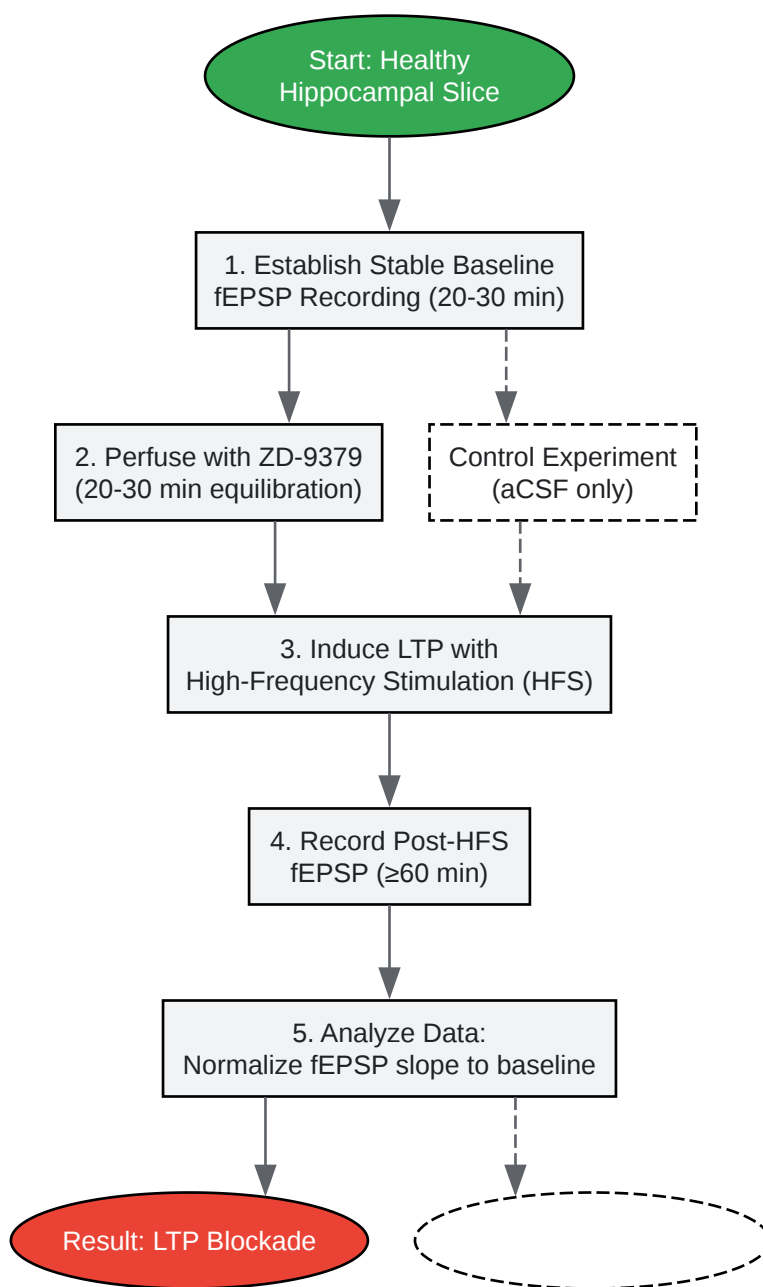 Start: Healthy
Hippocampal Slice
1. Establish Stable Baseline
fEPSP Recording (20-30 min)
2. Perfuse with ZD-9379
(20-30 min equilibration)
Control Experiment
(aCSF only)
3. Induce LTP with
High-Frequency Stimulation (HFS)
4. Record Post-HFS
fEPSP (≥60 min)
5. Analyze Data:
Normalize fEPSP slope to baseline
Result: LTP Blockade